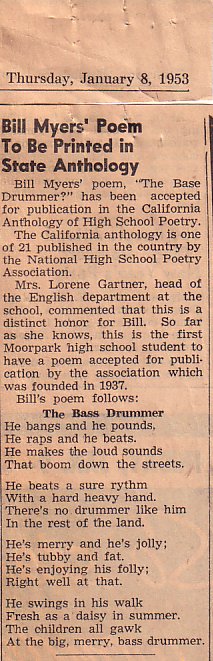 Thursday, January 8, 1953
Bill Myers' Poem
To Be Printed in
State Anthology
Bill Myers' poem, "The Base
Drummer?" has been accepted
for publication in the California
Anthology of High School Poetry.
The California anthology is one
of 21 published in the country by
the National High School Poetry
Association.
Mrs. Lorene Gartner, head of
the English department at the
school, commented that this is a
distinct honor for Bill. So far
as she knows, this is the first
Moorpark high school student to
have a poem accepted for publi-
cation by the association which
was founded in 1937.
Bill's poem follows:
The Bass Drummer
He bangs and he pounds,
He raps and he beats.
He makes the loud sounds
That boom down the streets.
He beats a sure rythm
With a hard heavy hand.
There's no drummer like him
In the rest of the land.
He's merry and he's jolly;
He's tubby and fat.
He's enjoying his folly;
Right well at that.
He swings in his walk
Fresh as a daisy in summer.
The children all gawk
At the big, merry, bass drummer.